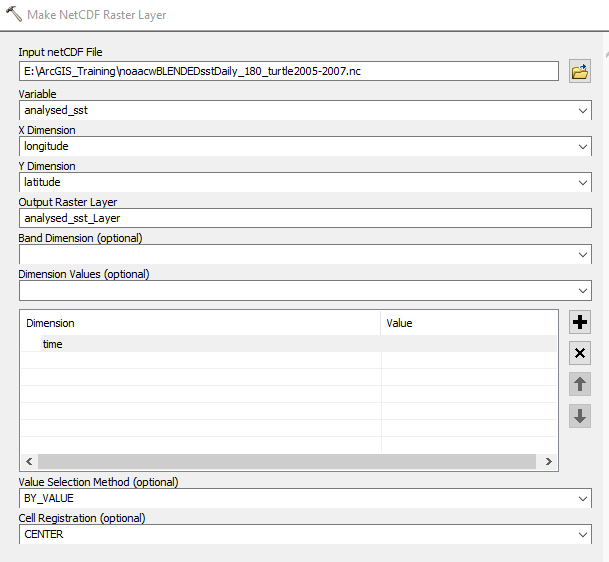 Make NetCDF Raster Layer
Input netCDF File
E:\ArcGIS_Training\noaacwBLENDEDsstDaily_180_turtle2005-2007.nc
Variable
analysed_sst
X Dimension
longitude
Y Dimension
latitude
Output Raster Layer
analysed_sst_Layer
Band Dimension (optional)
Dimension Values (optional)
Dimension Value
time
Value Selection Method (optional)
BY_VALUE
Cell Registration (optional)
CENTER